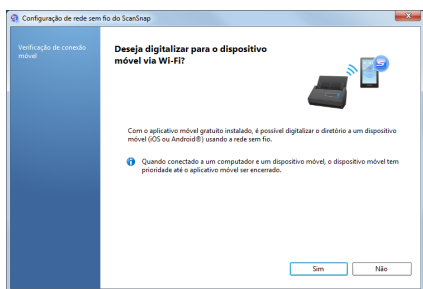 Configuração de rede sem fio do ScanSnap
Verificação de conexão
móvel
Deseja digitalizar para o dispositivo
móvel via Wi-Fi?
Com o aplicativo móvel gratuito instalado, é possível digitalizar o diretório a um dispositivo
móvel (iOS ou Android®) usando a rede sem fio.
Quando conectado a um computador e um dispositivo móvel, o dispositivo móvel tem
prioridade até o aplicativo móvel ser encerrado.
Sim
Não